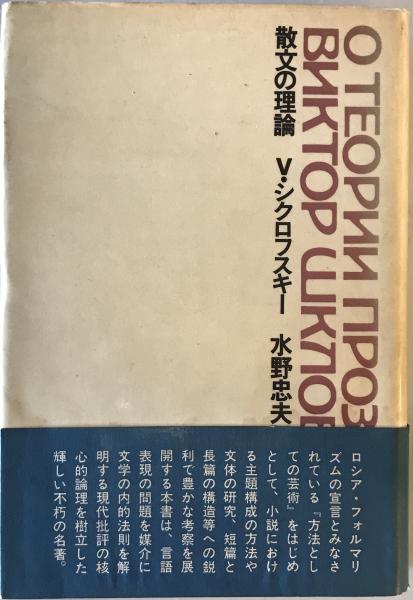 О ТЕОРИИ ПРОЗ
ВИКТОР ШКЛОВ
散文の理論 V・シクロフスキー 水野忠夫
ロシア・フォルマリ
ズムの宣言とみなさ
れている『方法とし
ての芸術』をはじめ
として、小説におけ
る主題構成の方法や
文体の研究、短篇と
長篇の構造等への鋭
利で豊かな考察を展
開する本書は、言語
表現の問題を媒介に
文学の内的法則を解
明する現代批評の核
心的論理を樹立した
輝しい不朽の名著。